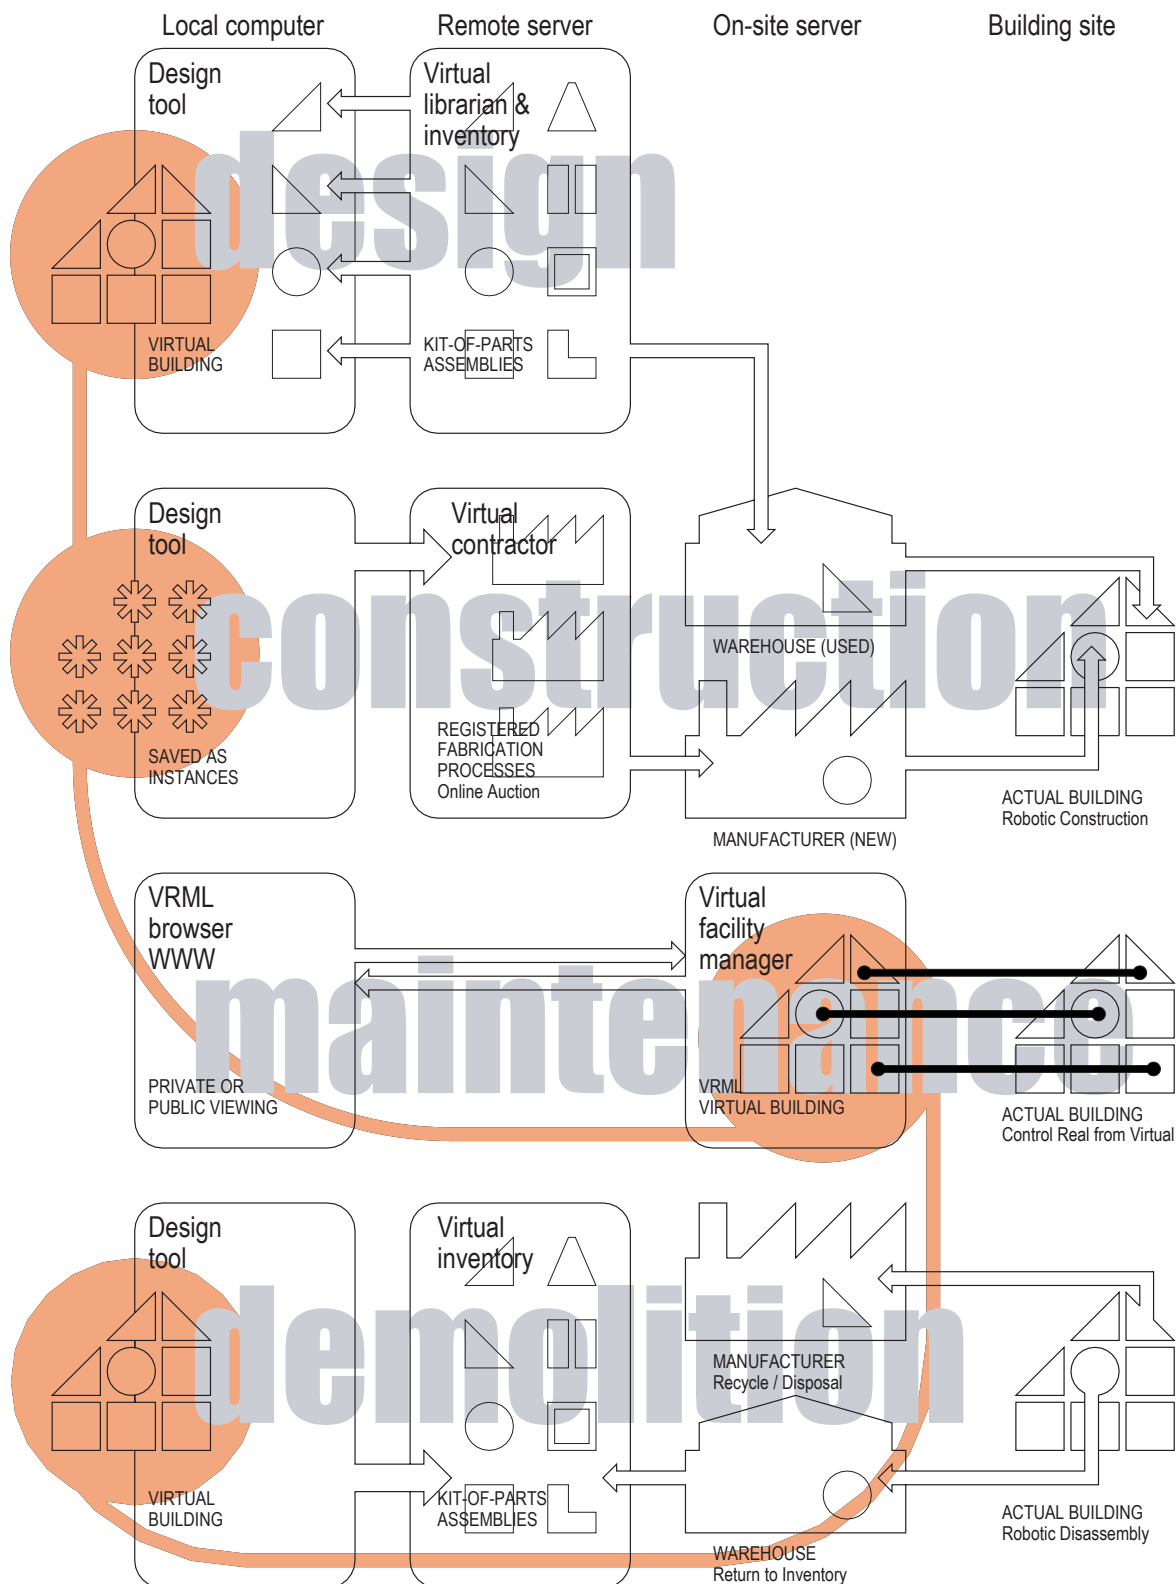 Local computer
Remote server
On-site server
Building site
Design
tool
Virtual
librarian &
inventory
design
VIRTUAL
BUILDING
KIT-OF-PARTS
ASSEMBLIES
Design
tool
Virtual
contractor
construction
WAREHOUSE (USED)
SAVED AS
INSTANCES
REGISTERED
FABRICATION
PROCESSES
Online Auction
MANUFACTURER (NEW)
ACTUAL BUILDING
Robotic Construction
VRML
browser
WWW
Virtual
facility
manager
maintenance
PRIVATE OR
PUBLIC VIEWING
VRML
VIRTUAL BUILDING
ACTUAL BUILDING
Control Real from Virtual
Design
tool
Virtual
inventory
demolition
MANUFACTURER
Recycle / Disposal
VIRTUAL
BUILDING
KIT-OF-PARTS
ASSEMBLIES
WAREHOUSE
Return to Inventory
ACTUAL BUILDING
Robotic Disassembly